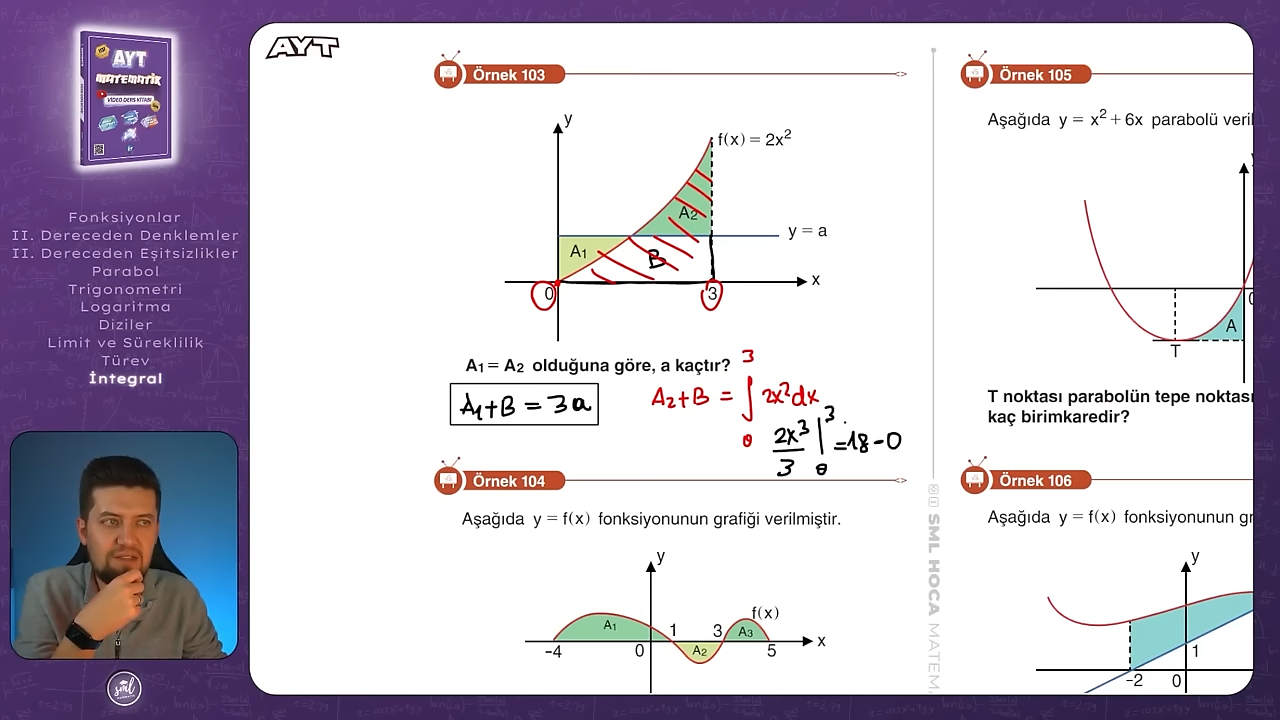 AYT
MATEMATİK
VİDEO DERS KİTABI
Fonksiyonlar
II. Dereceden Denklemler
II. Dereceden Eşitsizlikler
Parabol
Trigonometri
Logaritma
Diziler
Limit ve Süreklilik
Türev
İntegral
sml
AYT
Örnek 103
y
f(x) = 2x²
A₂
A₁
B
y = a
0
3
x
A₁ = A₂ olduğuna göre, a kaçtır?
A₁+B = 3a
A₂+B = ∫₀³ 2x²dx
2x³/3 |₀³ = 18-0
Örnek 104
Aşağıda y = f(x) fonksiyonunun grafiği verilmiştir.
y
f(x)
A₁
1
3
A₃
x
-4
0
A₂
5
SML HOCA MATEM
Örnek 105
Aşağıda y = x² + 6x parabolü veril
A
T
T noktası parabolün tepe noktası
kaç birimkaredir?
Örnek 106
Aşağıda y = f(x) fonksiyonunun gr
y
1
-2
0